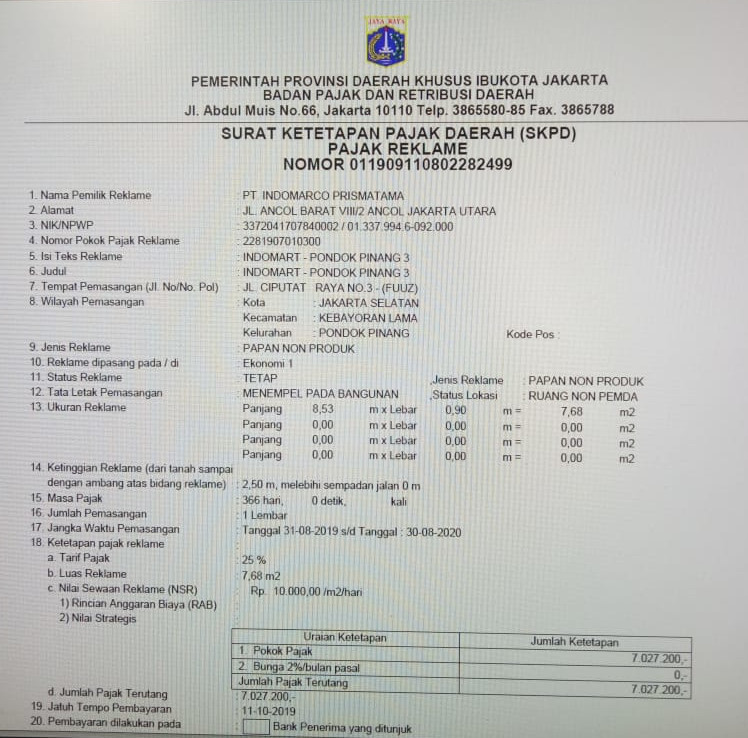 JAYA RAYA
PEMERINTAH PROVINSI DAERAH KHUSUS IBUKOTA JAKARTA
BADAN PAJAK DAN RETRIBUSI DAERAH
Jl. Abdul Muis No.66, Jakarta 10110 Telp. 3865580-85 Fax. 3865788
SURAT KETETAPAN PAJAK DAERAH (SKPD)
PAJAK REKLAME
NOMOR 011909110802282499
1. Nama Pemilik Reklame : PT. INDOMARCO PRISMATAMA
2. Alamat : JL. ANCOL BARAT VIII/2 ANCOL JAKARTA UTARA
3. NIK/NPWP : 3372041707840002 / 01.337.994.6-092.000
4. Nomor Pokok Pajak Reklame : 2281907010300
5. Isi Teks Reklame : INDOMART - PONDOK PINANG 3
6. Judul : INDOMART - PONDOK PINANG 3
7. Tempat Pemasangan (Jl. No/No. Pol) : JL. CIPUTAT RAYA NO.3 - (FUUZ)
8. Wilayah Pemasangan : Kota : JAKARTA SELATAN
Kecamatan : KEBAYORAN LAMA
Kelurahan : PONDOK PINANG Kode Pos :
9. Jenis Reklame : PAPAN NON PRODUK
10. Reklame dipasang pada / di : Ekonomi 1
11. Status Reklame : TETAP ,Jenis Reklame : PAPAN NON PRODUK
12. Tata Letak Pemasangan : MENEMPEL PADA BANGUNAN ,Status Lokasi : RUANG NON PEMDA
13. Ukuran Reklame Panjang 8,53 m x Lebar 0,90 m = 7,68 m2
Panjang 0,00 m x Lebar 0,00 m = 0,00 m2
Panjang 0,00 m x Lebar 0,00 m = 0,00 m2
Panjang 0,00 m x Lebar 0,00 m = 0,00 m2
14. Ketinggian Reklame (dari tanah sampai
dengan ambang atas bidang reklame) : 2,50 m, melebihi sempadan jalan 0 m
15. Masa Pajak : 366 hari, 0 detik, kali
16. Jumlah Pemasangan : 1 Lembar
17. Jangka Waktu Pemasangan : Tanggal 31-08-2019 s/d Tanggal : 30-08-2020
18. Ketetapan pajak reklame :
a. Tarif Pajak : 25 %
b. Luas Reklame : 7,68 m2
c. Nilai Sewaan Reklame (NSR) : Rp. 10.000,00 /m2/hari
1) Rincian Anggaran Biaya (RAB) :
2) Nilai Strategis :
Uraian Ketetapan Jumlah Ketetapan
1. Pokok Pajak 7.027.200,-
2. Bunga 2%/bulan pasal 0,-
Jumlah Pajak Terutang 7.027.200,-
d. Jumlah Pajak Terutang : 7.027.200,-
19. Jatuh Tempo Pembayaran : 11-10-2019
20. Pembayaran dilakukan pada : Bank Penerima yang ditunjuk